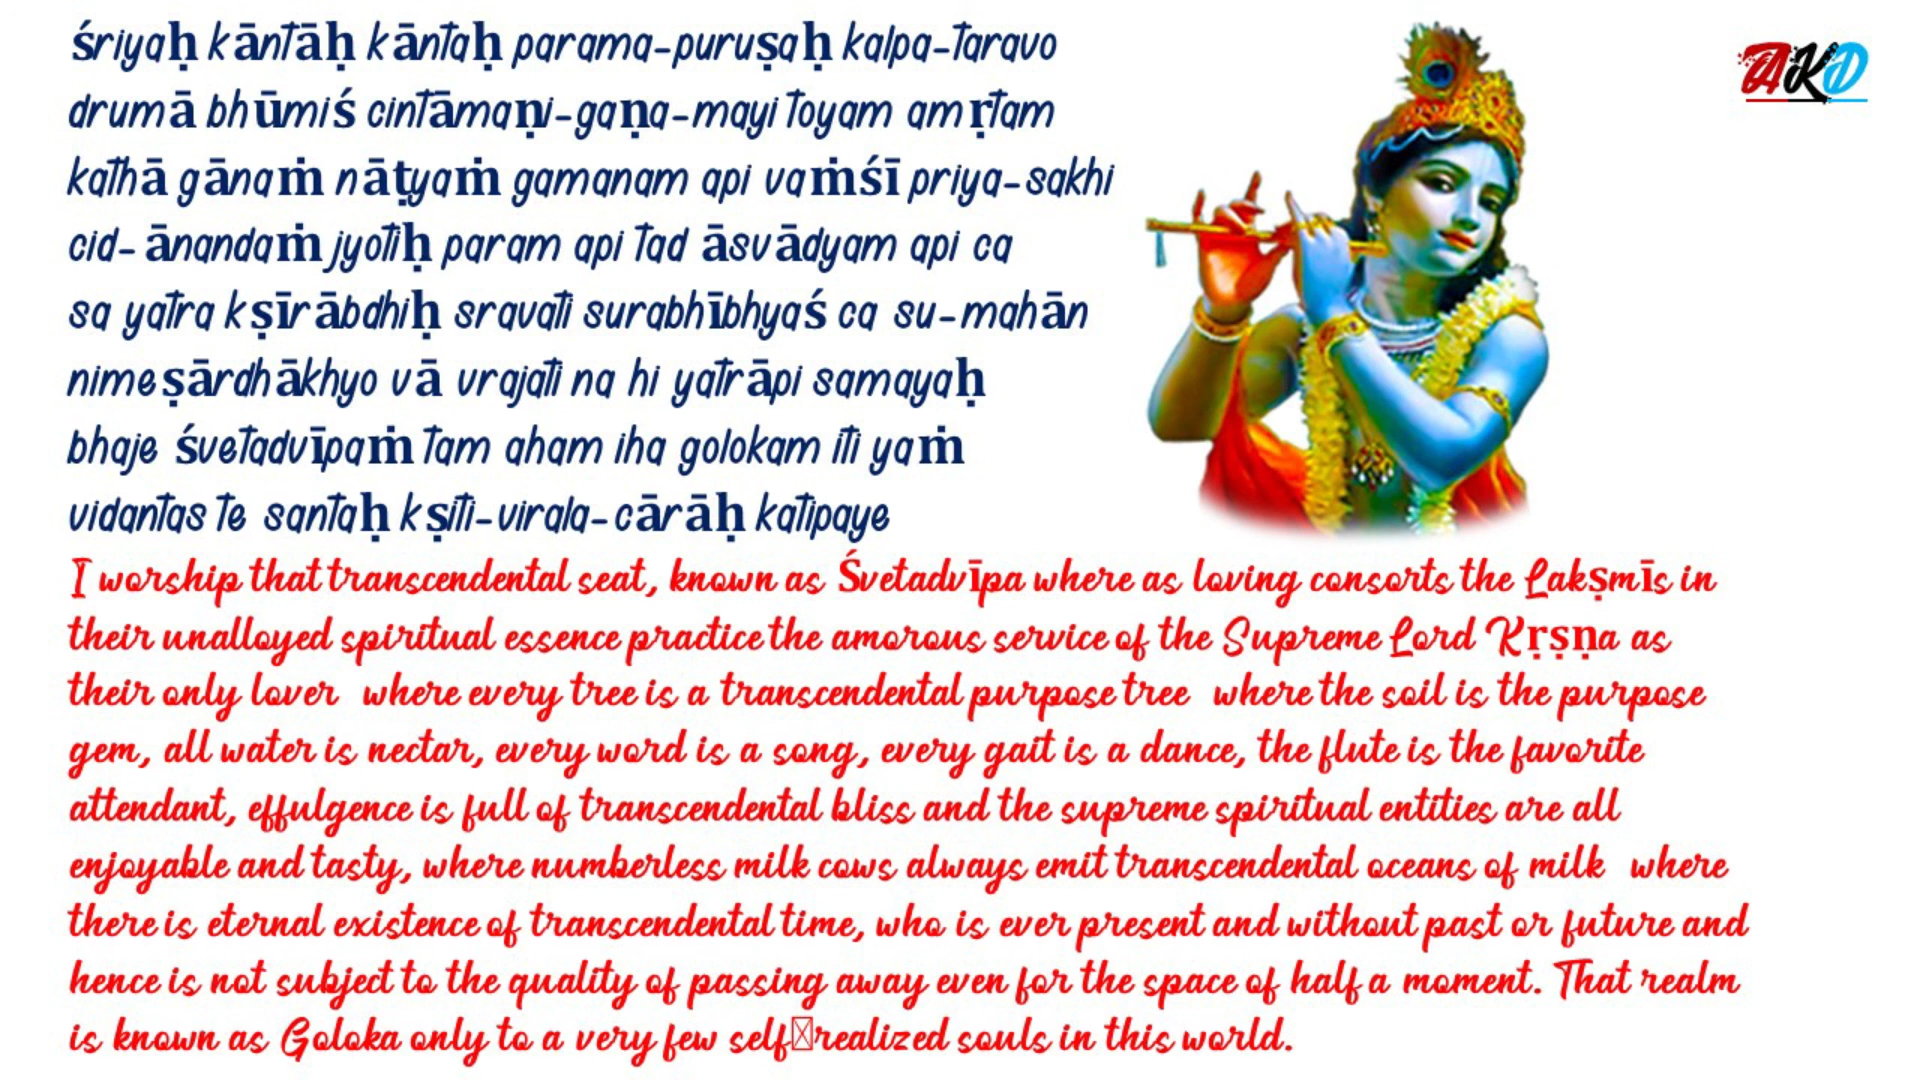 śriyaḥ kāntāḥ kāntaḥ parama-puruṣaḥ kalpa-taravo
drumā bhūmiś cintāmaṇi-gaṇa-mayi toyam amṛtam
kathā gānaṁ nāṭyaṁ gamanam api vaṁśī priya-sakhi
cid-ānandaṁ jyotiḥ param api tad āsvādyam api ca
sa yatra kṣīrābdhiḥ sravati surabhībhyaś ca su-mahān
nimeṣārdhākhyo vā vrajati na hi yatrāpi samayaḥ
bhaje śvetadvīpaṁ tam aham iha golokam iti yaṁ
vidantas te santaḥ kṣiti-virala-cārāḥ katipaye
AKD
I worship that transcendental seat, known as Śvetadvīpa where as loving consorts the Lakṣmīs in
their unalloyed spiritual essence practice the amorous service of the Supreme Lord Kṛṣṇa as
their only lover where every tree is a transcendental purpose tree where the soil is the purpose
gem, all water is nectar, every word is a song, every gait is a dance, the flute is the favorite
attendant, effulgence is full of transcendental bliss and the supreme spiritual entities are all
enjoyable and tasty, where numberless milk cows always emit transcendental oceans of milk where
there is eternal existence of transcendental time, who is ever present and without past or future and
hence is not subject to the quality of passing away even for the space of half a moment. That realm
is known as Goloka only to a very few self☒realized souls in this world.